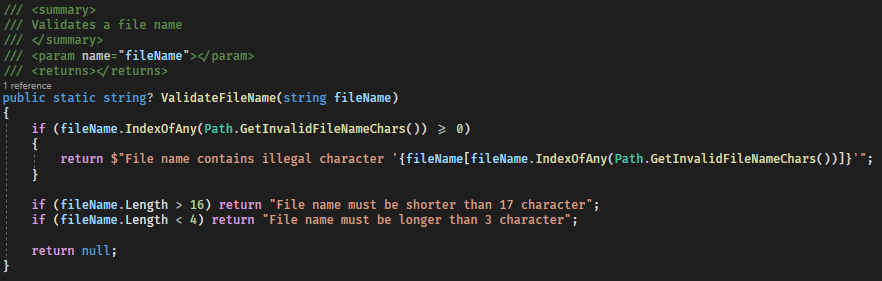 /// <summary>
/// Validates a file name
/// </summary>
/// <param name="fileName"></param>
/// <returns></returns>
1 reference
public static string? ValidateFileName(string fileName)
{
    if (fileName.IndexOfAny(Path.GetInvalidFileNameChars()) >= 0)
    {
        return $"File name contains illegal character '{fileName[fileName.IndexOfAny(Path.GetInvalidFileNameChars())]}'";
    }

    if (fileName.Length > 16) return "File name must be shorter than 17 character";
    if (fileName.Length < 4) return "File name must be longer than 3 character";

    return null;
}